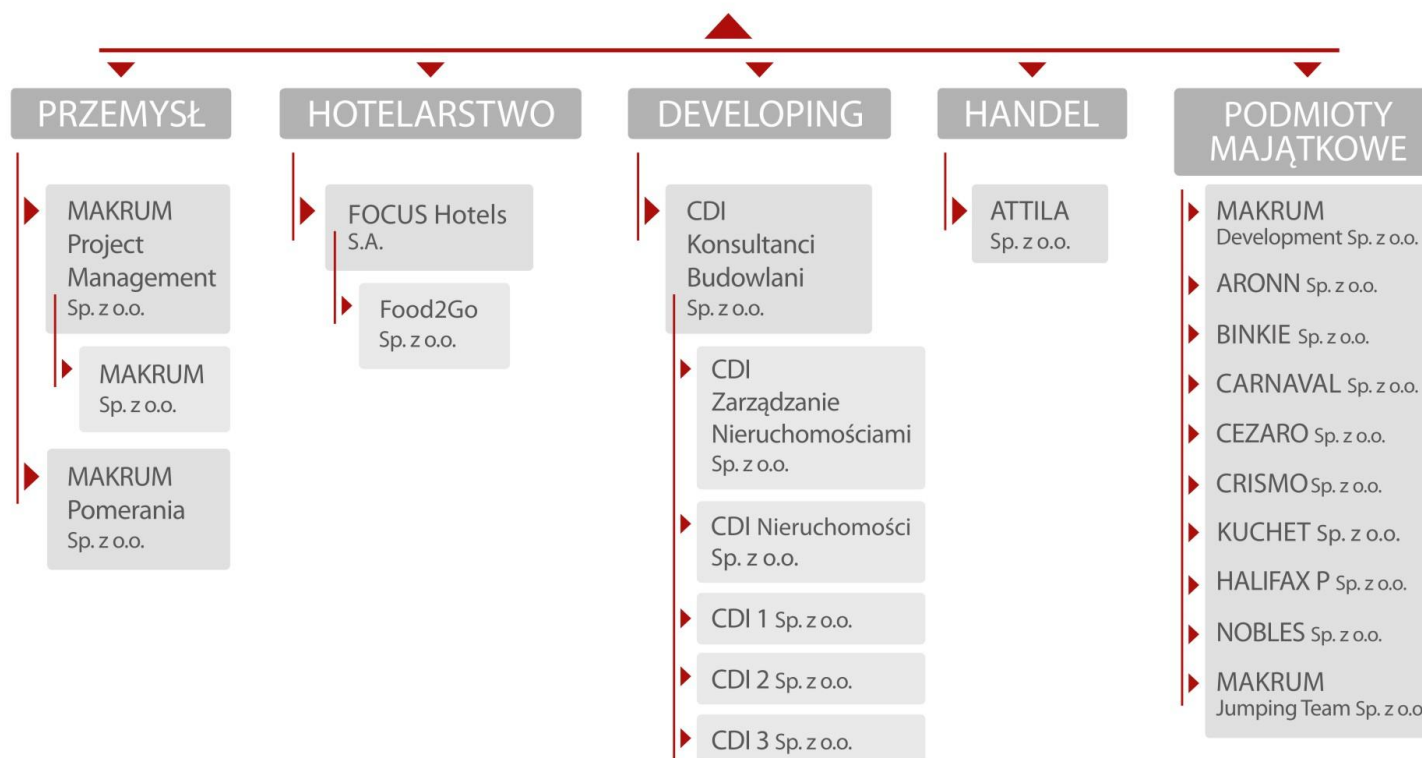 PRZEMYSŁ
MAKRUM
Project
Management
Sp. z o.o.
MAKRUM
Sp. z o.o.
MAKRUM
Pomerania
Sp. z o.o.
HOTELARSTWO
FOCUS Hotels
S.A.
Food2Go
Sp. z o.o.
DEVELOPING
CDI
Konsultanci
Budowlani
Sp. z o.o.
CDI
Zarządzanie
Nieruchomościami
Sp. z o.o.
CDI Nieruchomości
Sp. z o.o.
CDI 1 Sp. z o.o.
CDI 2 Sp. z o.o.
CDI 3 Sp. z o.o.
HANDEL
ATTILA
Sp. z o.o.
PODMIOTY
MAJĄTKOWE
MAKRUM
Development Sp. z o.o.
ARONN Sp. z o.o.
BINKIE Sp. z o.o.
CARNAVAL Sp. z o.o.
CEZARO Sp. z o.o.
CRISMO Sp. z o.o.
KUCHET Sp. z o.o.
HALIFAX P Sp. z o.o.
NOBLES Sp. z o.o.
MAKRUM
Jumping Team Sp. z o.o